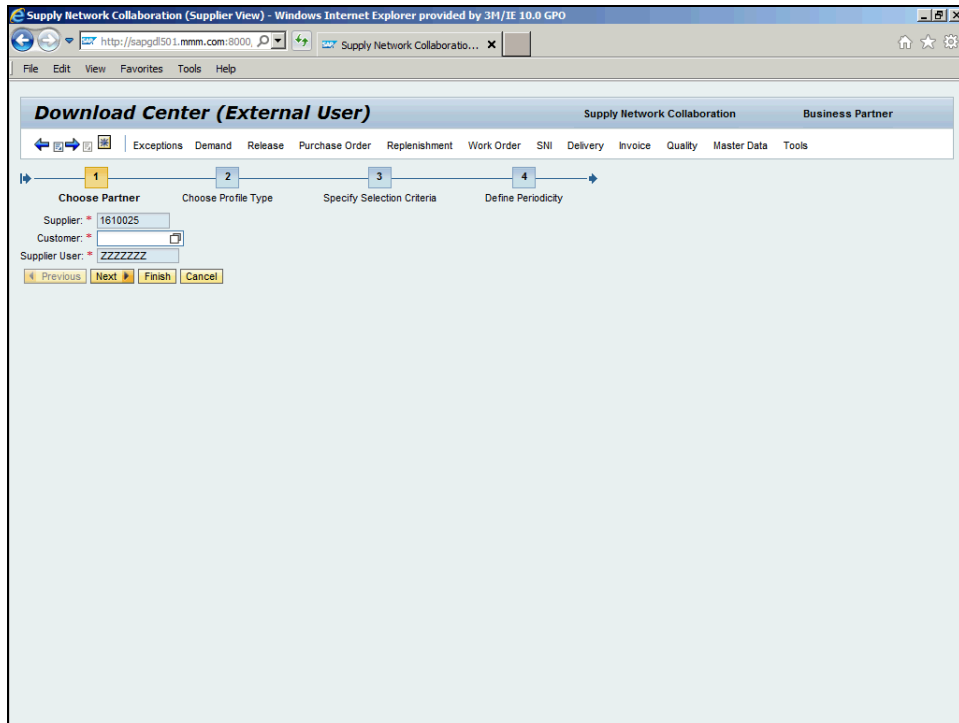 Supply Network Collaboration (Supplier View) - Windows Internet Explorer provided by 3M/IE 10.0 GPO
http://sapgdl501.mmm.com:8000, Supply Network Collaboratio...
File Edit View Favorites Tools Help
Download Center (External User) Supply Network Collaboration Business Partner
Exceptions Demand Release Purchase Order Replenishment Work Order SNI Delivery Invoice Quality Master Data Tools
1 2 3 4
Choose Partner Choose Profile Type Specify Selection Criteria Define Periodicity
Supplier: * 1610025
Customer: *
Supplier User: * ZZZZZZZ
Previous Next Finish Cancel